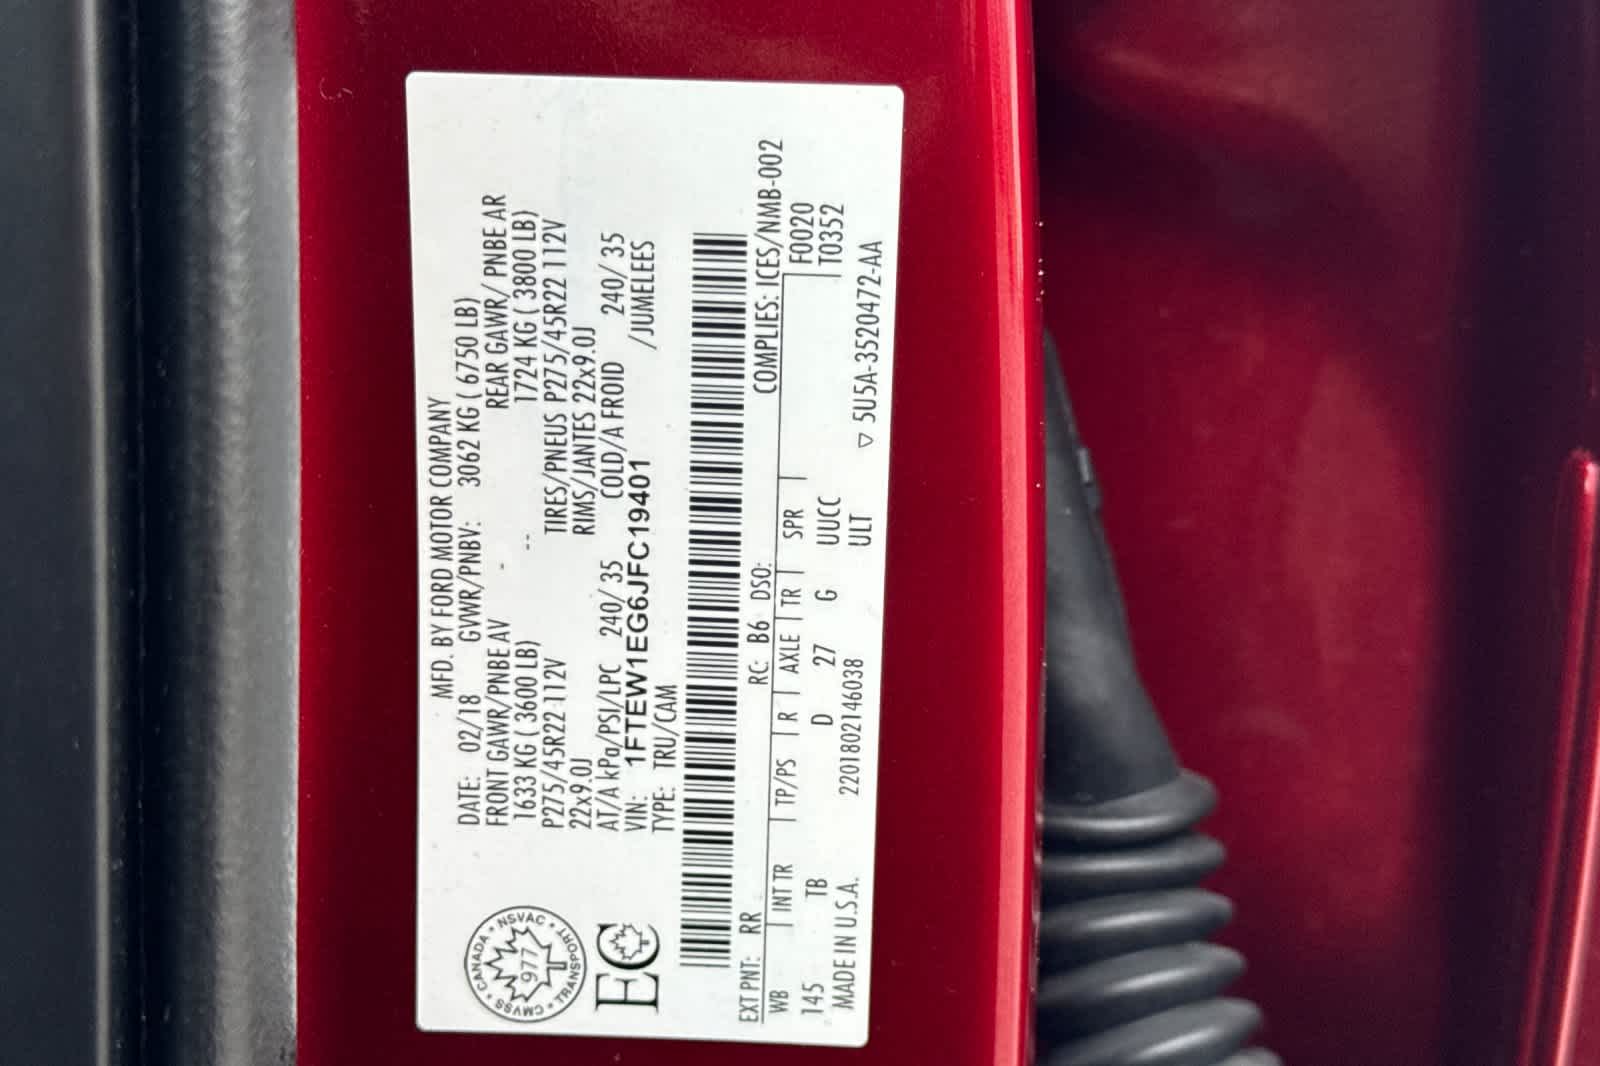 MFD. BY FORD MOTOR COMPANY
DATE: 02/18 GVWR/PNBV: 3062 KG ( 6750 LB)
FRONT GAWR/PNBE AV REAR GAWR/ PNBE AR
1633 KG ( 3600 LB) - -- 1724 KG ( 3800 LB)
P275/45R22 112V TIRES/PNEUS P275/45R22 112V
22x9.0J RIMS/JANTES 22x9.0J
AT/A kPa/PSI/LPC 240/ 35 COLD/A FROID 240/ 35
VIN: 1FTEW1EG6JFC19401 /JUMELEES
TYPE: TRU/CAM
CANADA • NSVAC • TRANSPORT • CMVSS
977
EC
COMPLIES: ICES/NMB-002
EXT PNT: RR RC: B6 DSO: F0020
WB INT TR TP/PS R AXLE TR SPR T0352
145 TB D 27 G UUCC
ULT
MADE IN U.S.A. 2201802146038 ▽ 5U5A-3520472-AA